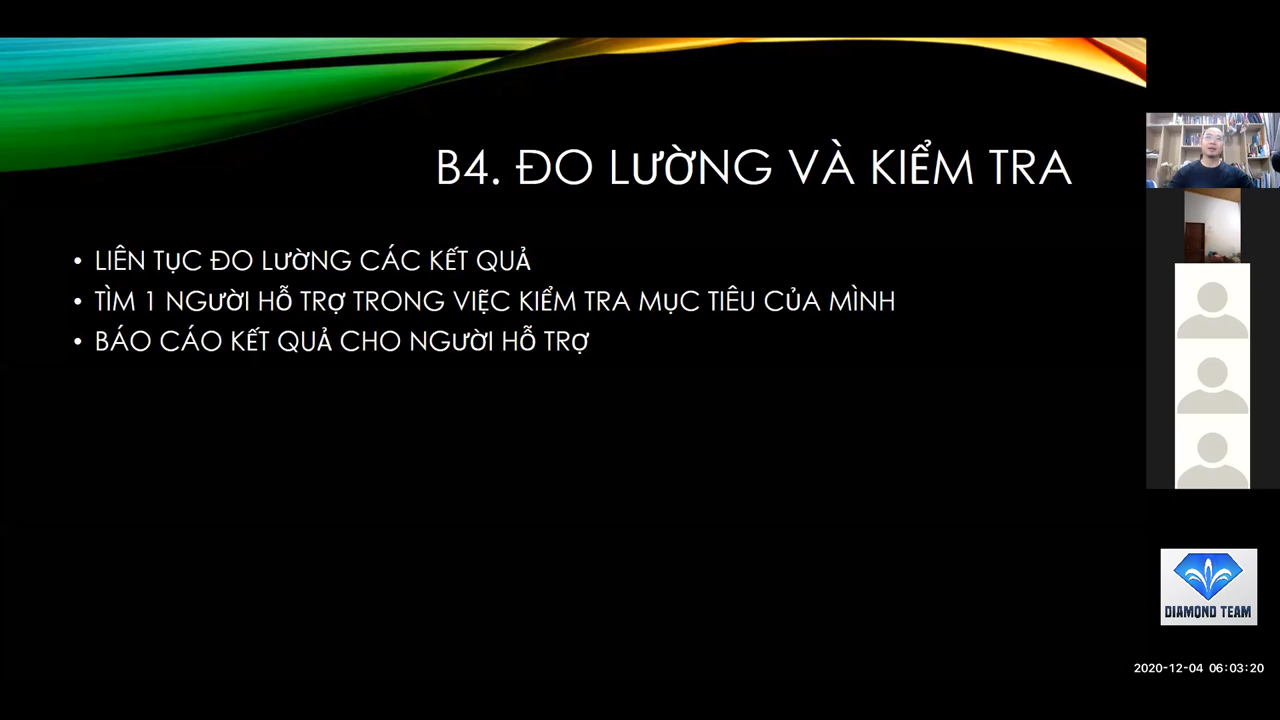 B4. ĐO LƯỜNG VÀ KIỂM TRA
• LIÊN TỤC ĐO LƯỜNG CÁC KẾT QUẢ
• TÌM 1 NGƯỜI HỖ TRỢ TRONG VIỆC KIỂM TRA MỤC TIÊU CỦA MÌNH
• BÁO CÁO KẾT QUẢ CHO NGƯỜI HỖ TRỢ
DIAMOND TEAM
2020-12-04 06:03:20